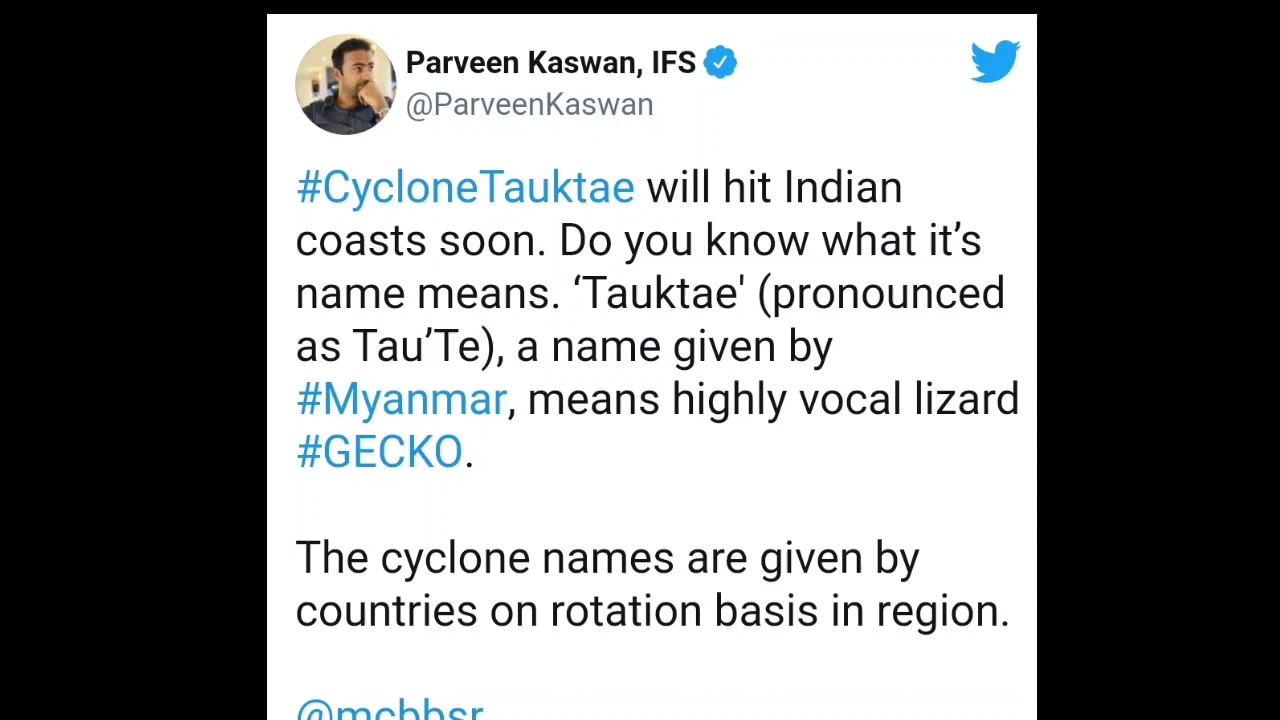 Parveen Kaswan, IFS
@ParveenKaswan
#CycloneTauktae will hit Indian
coasts soon. Do you know what it’s
name means. ‘Tauktae' (pronounced
as Tau’Te), a name given by
#Myanmar, means highly vocal lizard
#GECKO.
The cyclone names are given by
countries on rotation basis in region.
@mcbbsr